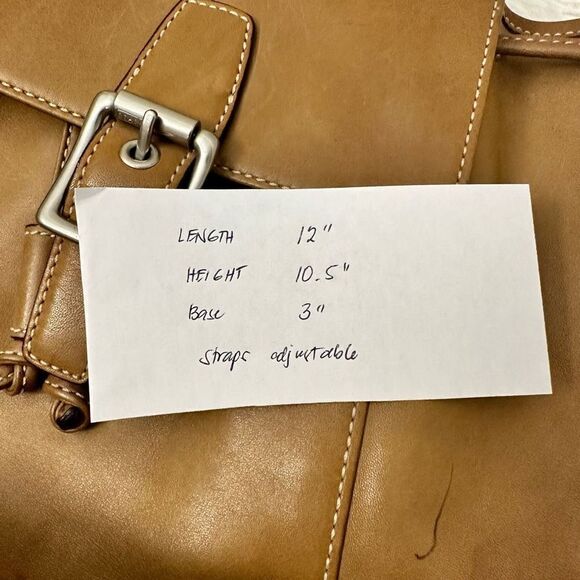 LENGTH 12"
HEIGHT 10.5"
Base 3"
Straps adjustable